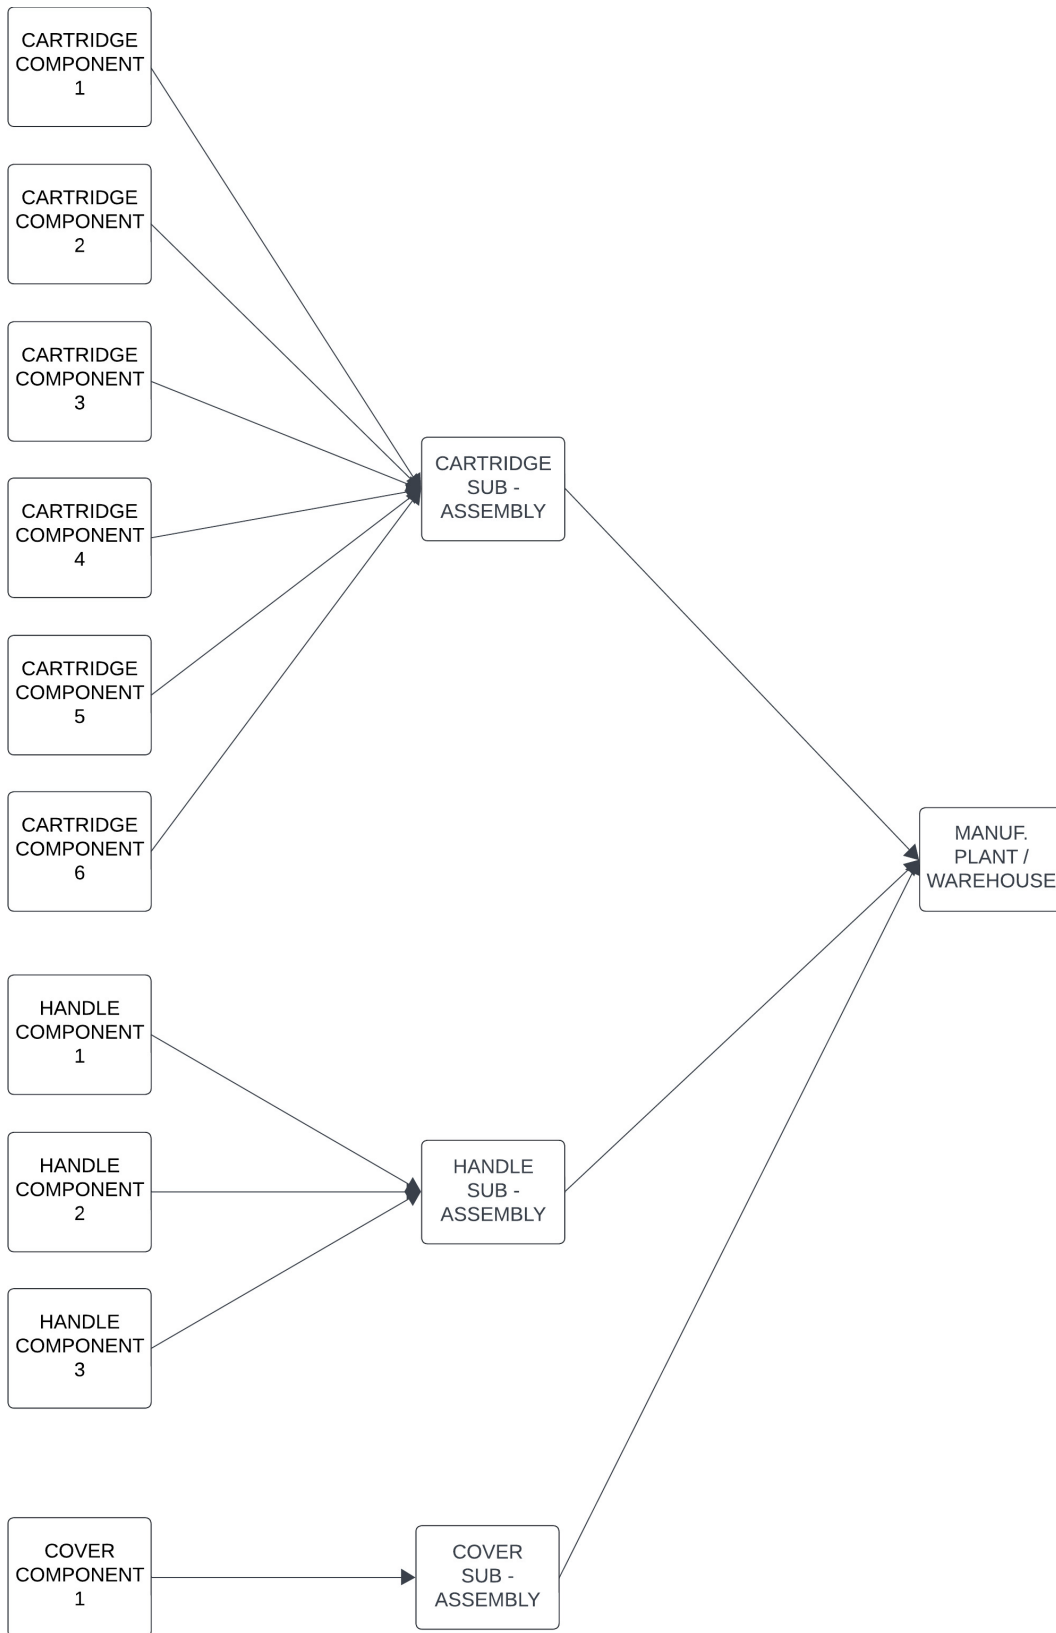 CARTRIDGE
COMPONENT
1
CARTRIDGE
COMPONENT
2
CARTRIDGE
COMPONENT
3
CARTRIDGE
COMPONENT
4
CARTRIDGE
COMPONENT
5
CARTRIDGE
COMPONENT
6
HANDLE
COMPONENT
1
HANDLE
COMPONENT
2
HANDLE
COMPONENT
3
COVER
COMPONENT
1
CARTRIDGE
SUB -
ASSEMBLY
HANDLE
SUB -
ASSEMBLY
COVER
SUB -
ASSEMBLY
MANUF.
PLANT /
WAREHOUSE